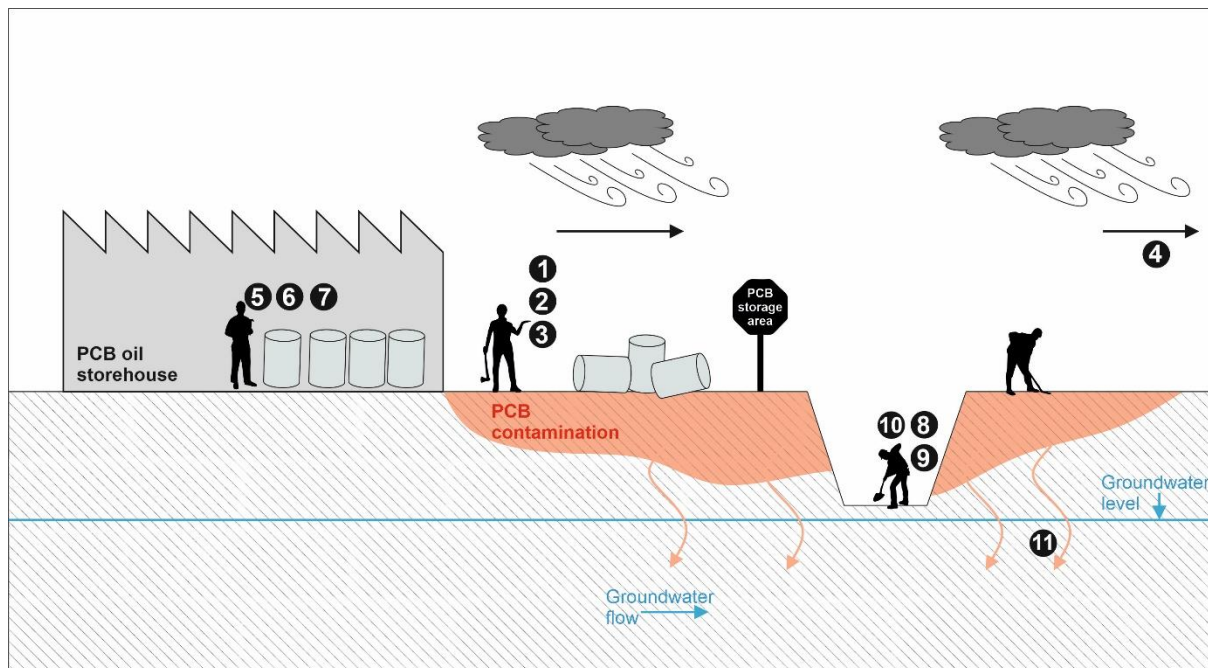 4
1
5 6 7
2
3
PCB
storage
area
PCB oil
storehouse
PCB
contamination
10 8
9
Groundwater
level
11
Groundwater
flow